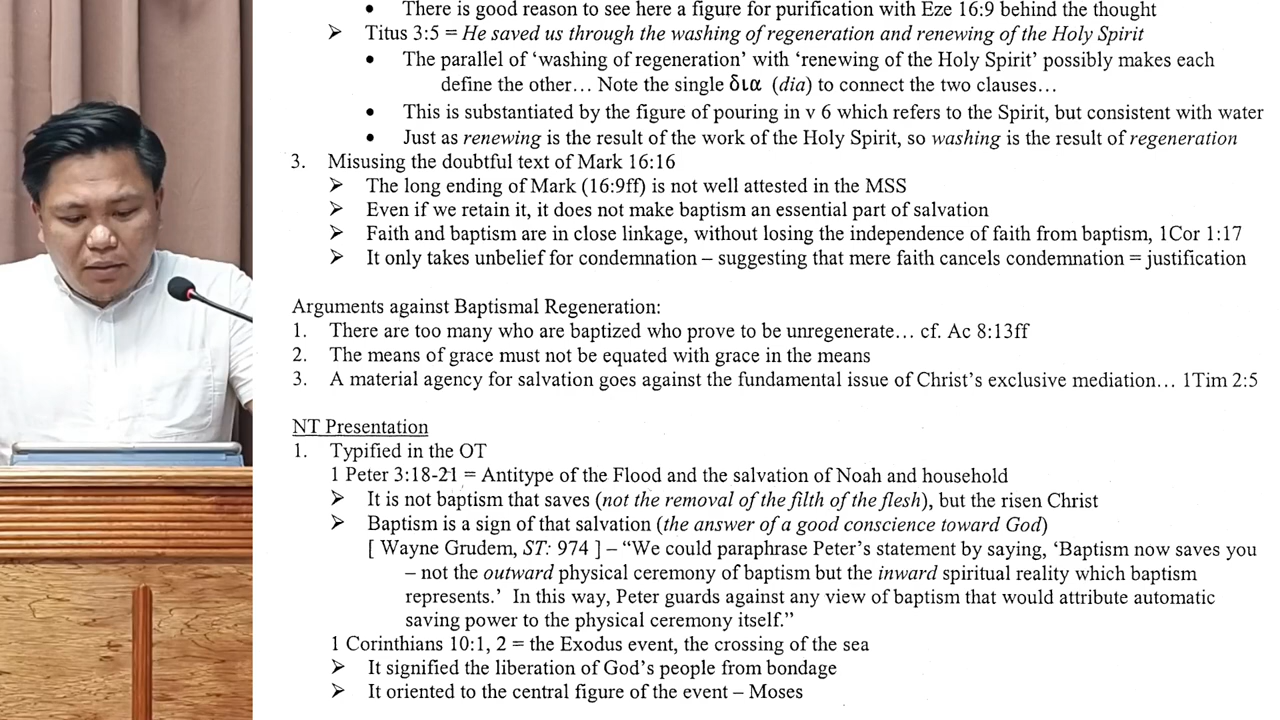 • There is good reason to see here a figure for purification with Eze 16:9 behind the thought
➢ Titus 3:5 = He saved us through the washing of regeneration and renewing of the Holy Spirit
• The parallel of ‘washing of regeneration’ with ‘renewing of the Holy Spirit’ possibly makes each
define the other… Note the single δια (dia) to connect the two clauses…
• This is substantiated by the figure of pouring in v 6 which refers to the Spirit, but consistent with water
• Just as renewing is the result of the work of the Holy Spirit, so washing is the result of regeneration
3. Misusing the doubtful text of Mark 16:16
➢ The long ending of Mark (16:9ff) is not well attested in the MSS
➢ Even if we retain it, it does not make baptism an essential part of salvation
➢ Faith and baptism are in close linkage, without losing the independence of faith from baptism, 1Cor 1:17
➢ It only takes unbelief for condemnation – suggesting that mere faith cancels condemnation = justification
Arguments against Baptismal Regeneration:
1. There are too many who are baptized who prove to be unregenerate… cf. Ac 8:13ff
2. The means of grace must not be equated with grace in the means
3. A material agency for salvation goes against the fundamental issue of Christ’s exclusive mediation… 1Tim 2:5
NT Presentation
1. Typified in the OT
1 Peter 3:18-21 = Antitype of the Flood and the salvation of Noah and household
➢ It is not baptism that saves (not the removal of the filth of the flesh), but the risen Christ
➢ Baptism is a sign of that salvation (the answer of a good conscience toward God)
[ Wayne Grudem, ST: 974 ] – “We could paraphrase Peter’s statement by saying, ‘Baptism now saves you
– not the outward physical ceremony of baptism but the inward spiritual reality which baptism
represents.’ In this way, Peter guards against any view of baptism that would attribute automatic
saving power to the physical ceremony itself.”
1 Corinthians 10:1, 2 = the Exodus event, the crossing of the sea
➢ It signified the liberation of God’s people from bondage
➢ It oriented to the central figure of the event – Moses